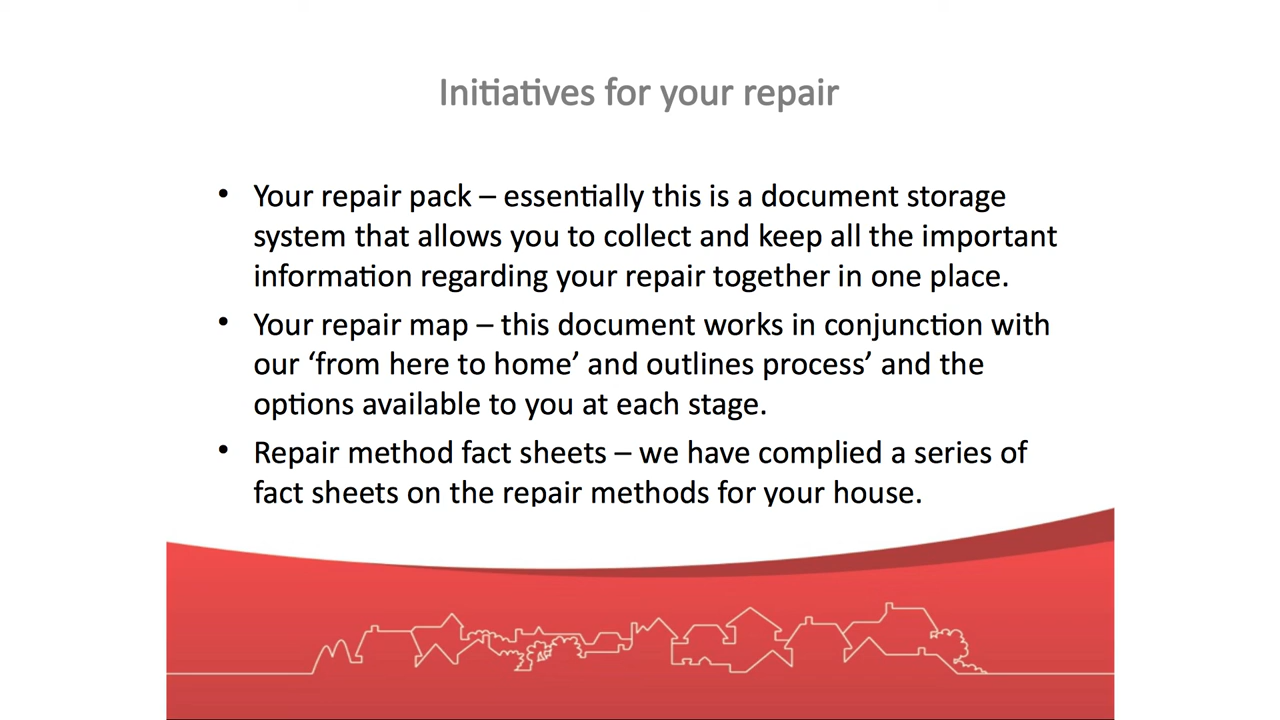 Initiatives for your repair
• Your repair pack – essentially this is a document storage
system that allows you to collect and keep all the important
information regarding your repair together in one place.
• Your repair map – this document works in conjunction with
our ‘from here to home’ and outlines process’ and the
options available to you at each stage.
• Repair method fact sheets – we have complied a series of
fact sheets on the repair methods for your house.